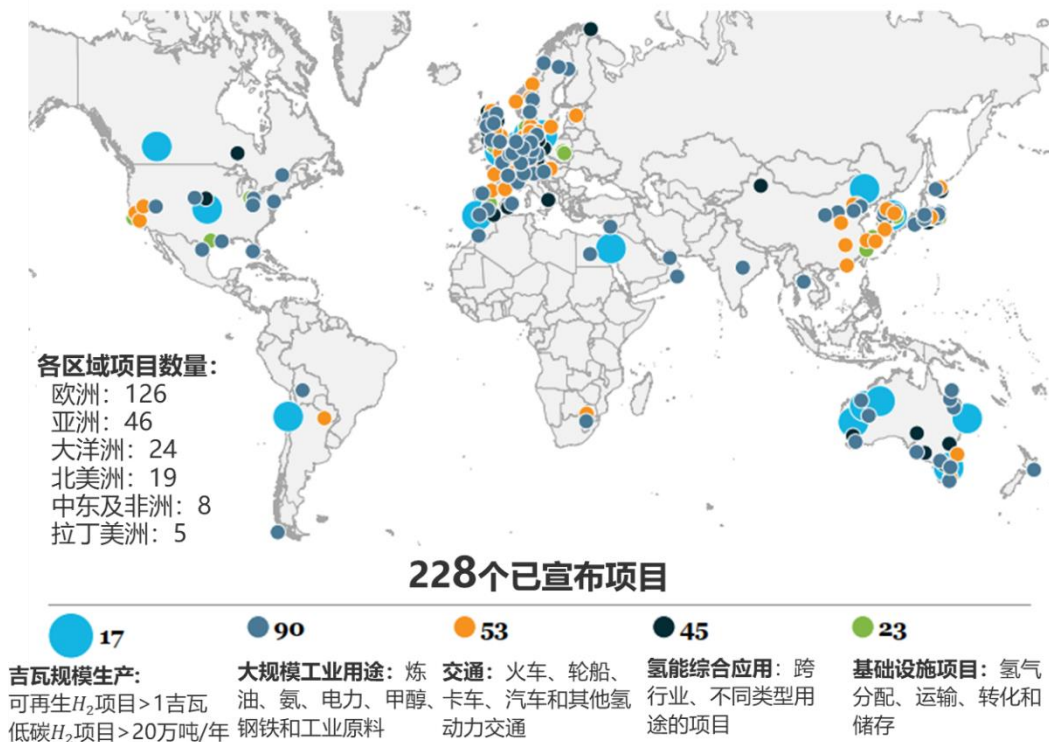 各区域项目数量：
欧洲：126
亚洲：46
大洋洲：24
北美洲：19
中东及非洲：8
拉丁美洲：5
228个已宣布项目
17
吉瓦规模生产：
可再生H₂项目>1吉瓦
低碳H₂项目>20万吨/年
90
大规模工业用途：炼
油、氨、电力、甲醇、
钢铁和工业原料
53
交通：火车、轮船、
卡车、汽车和其他氢
动力交通
45
氢能综合应用：跨
行业、不同类型用
途的项目
23
基础设施项目：氢气
分配、运输、转化和
储存